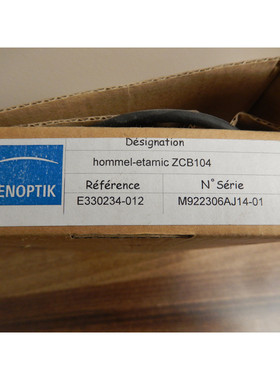 Désignation
hommel-etamic ZCB104
ENOPTIK
Référence
N° Série
E330234-012
M922306AJ14-01